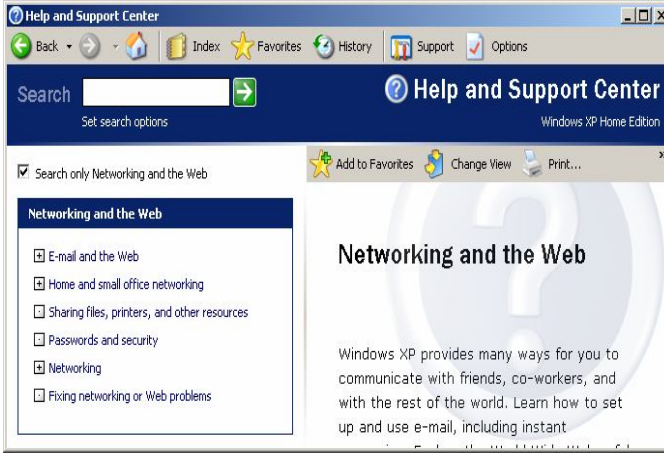 Help and Support Center
Back Index Favorites History Support Options
Search
Set search options
Help and Support Center
Windows XP Home Edition
Search only Networking and the Web
Add to Favorites Change View Print... »
Networking and the Web
E-mail and the Web
Home and small office networking
Sharing files, printers, and other resources
Passwords and security
Networking
Fixing networking or Web problems
Networking and the Web
Windows XP provides many ways for you to
communicate with friends, co-workers, and
with the rest of the world. Learn how to set
up and use e-mail, including instant